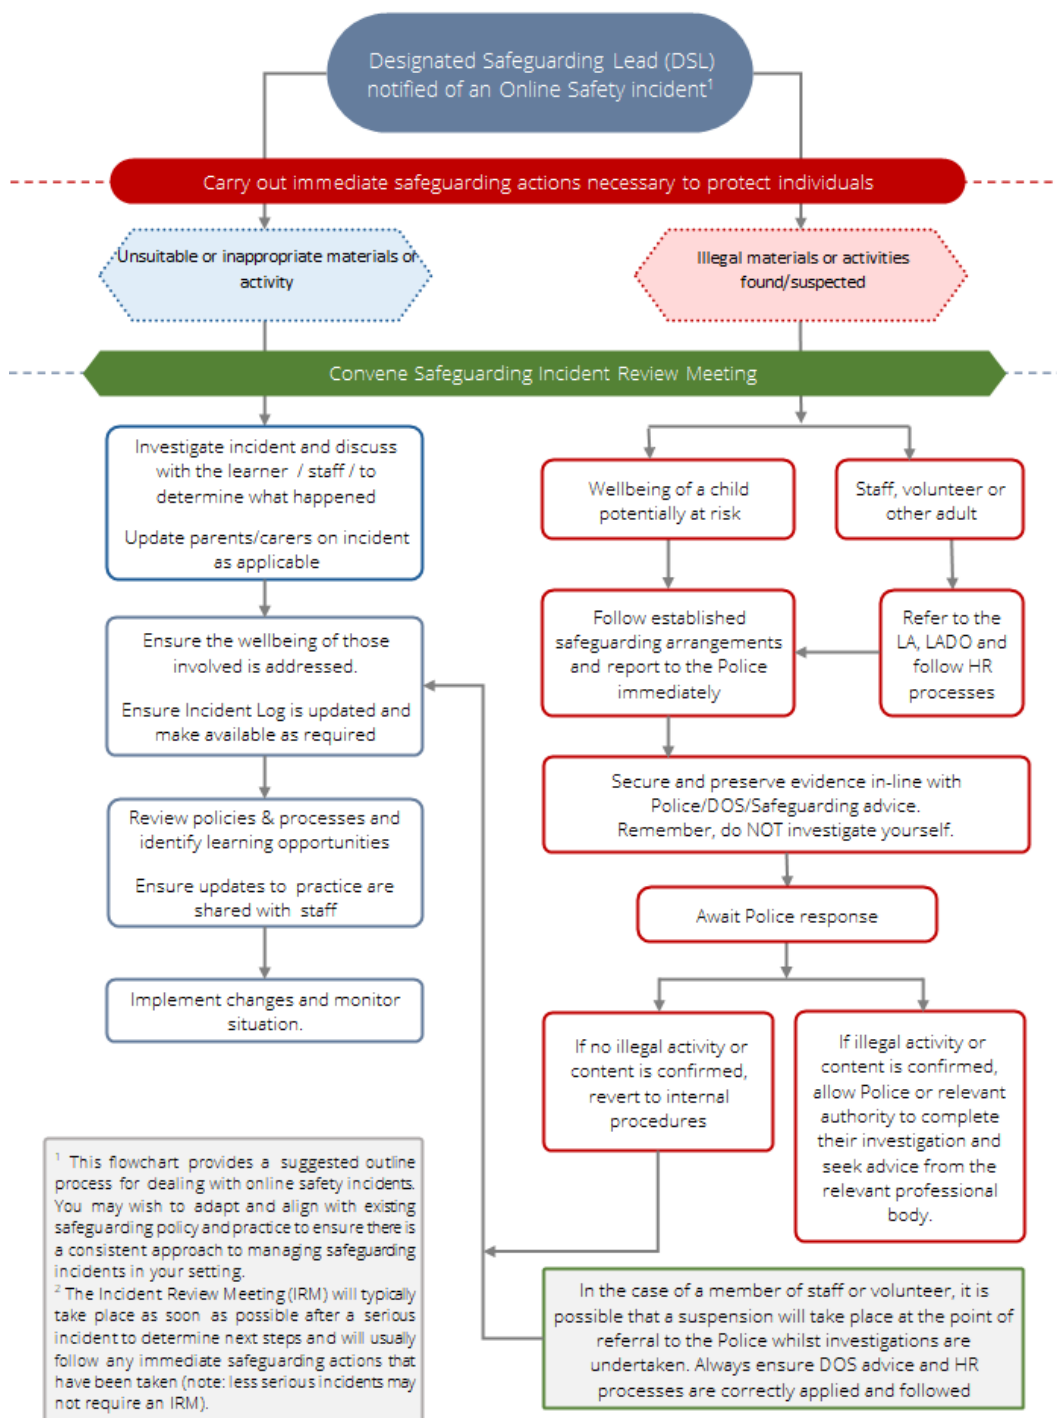 Designated Safeguarding Lead (DSL)
notified of an Online Safety incident¹
Carry out immediate safeguarding actions necessary to protect individuals
Unsuitable or inappropriate materials or
activity
Illegal materials or activities
found/suspected
Convene Safeguarding Incident Review Meeting
Investigate incident and discuss
with the learner / staff / to
determine what happened
Update parents/carers on incident
as applicable
Wellbeing of a child
potentially at risk
Staff, volunteer or
other adult
Ensure the wellbeing of those
involved is addressed.
Ensure Incident Log is updated and
make available as required
Follow established
safeguarding arrangements
and report to the Police
immediately
Refer to the
LA, LADO and
follow HR
processes
Secure and preserve evidence in-line with
Police/DOS/Safeguarding advice.
Remember, do NOT investigate yourself.
Review policies & processes and
identify learning opportunities
Ensure updates to practice are
shared with staff
Await Police response
Implement changes and monitor
situation.
If no illegal activity or
content is confirmed,
revert to internal
procedures
If illegal activity or
content is confirmed,
allow Police or relevant
authority to complete
their investigation and
seek advice from the
relevant professional
body.
¹ This flowchart provides a suggested outline
process for dealing with online safety incidents.
You may wish to adapt and align with existing
safeguarding policy and practice to ensure there is
a consistent approach to managing safeguarding
incidents in your setting.
² The Incident Review Meeting (IRM) will typically
take place as soon as possible after a serious
incident to determine next steps and will usually
follow any immediate safeguarding actions that
have been taken (note: less serious incidents may
not require an IRM).
In the case of a member of staff or volunteer, it is
possible that a suspension will take place at the point of
referral to the Police whilst investigations are
undertaken. Always ensure DOS advice and HR
processes are correctly applied and followed